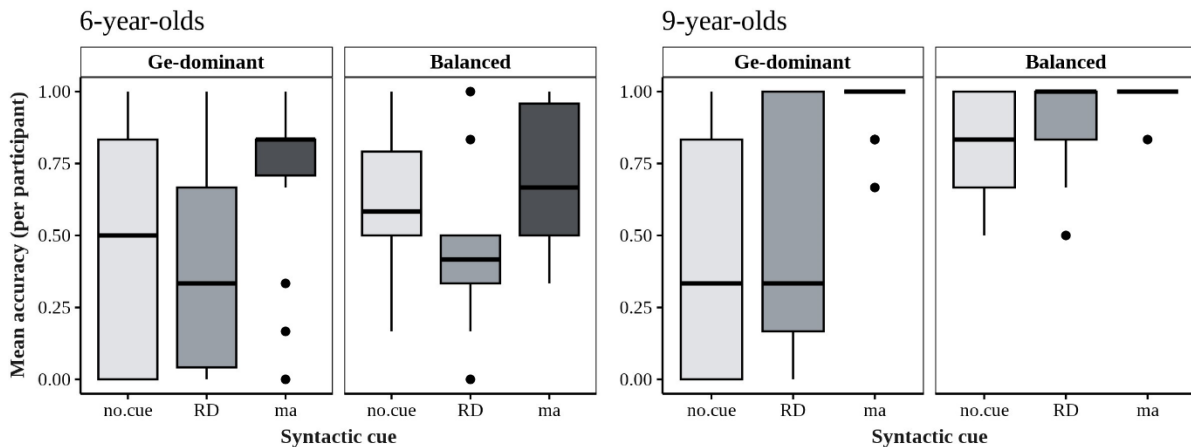 6-year-olds
9-year-olds
Ge-dominant
Balanced
Ge-dominant
Balanced
Mean accuracy (per participant)
1.00
0.75
0.50
0.25
0.00
1.00
0.75
0.50
0.25
0.00
no.cue RD ma
no.cue RD ma
no.cue RD ma
no.cue RD ma
Syntactic cue
Syntactic cue